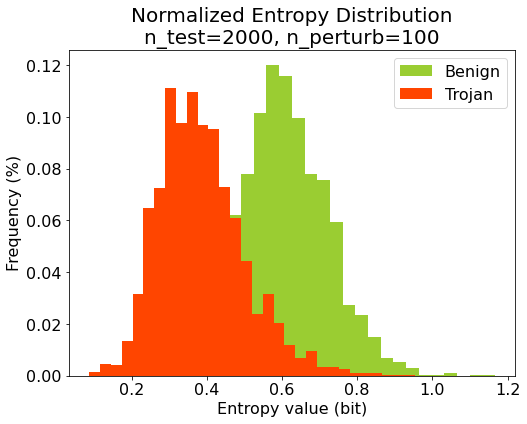 Normalized Entropy Distribution
n_test=2000, n_perturb=100
Benign
Trojan
Frequency (%)
0.12
0.10
0.08
0.06
0.04
0.02
0.00
0.2 0.4 0.6 0.8 1.0 1.2
Entropy value (bit)